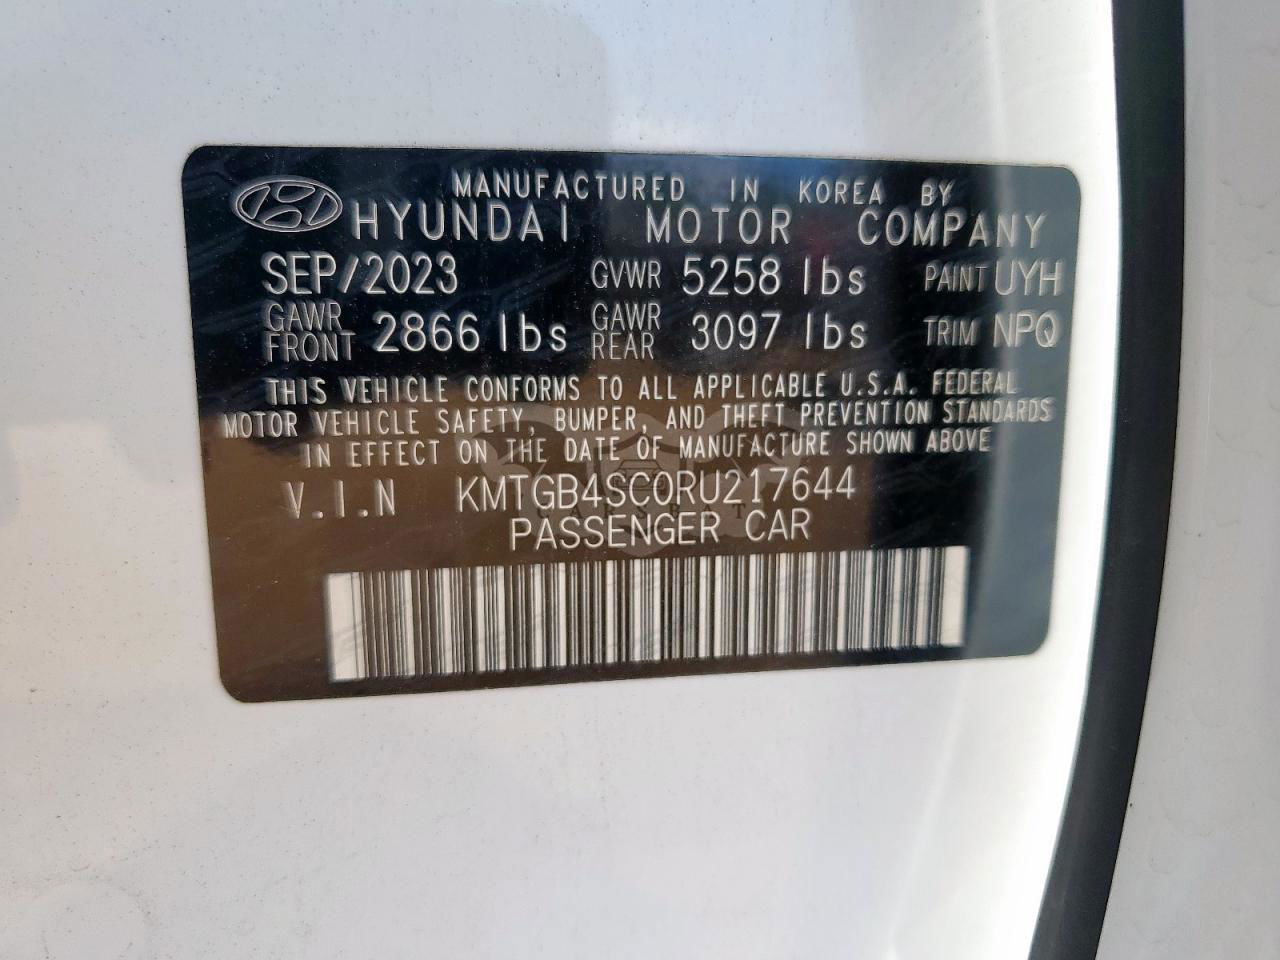 MANUFACTURED IN KOREA BY
HYUNDAI MOTOR COMPANY
SEP/2023 GVWR 5258 lbs PAINT UYH
GAWR FRONT 2866 lbs GAWR REAR 3097 lbs TRIM NPQ
THIS VEHICLE CONFORMS TO ALL APPLICABLE U.S.A. FEDERAL
MOTOR VEHICLE SAFETY, BUMPER, AND THEFT PREVENTION STANDARDS
IN EFFECT ON THE DATE OF MANUFACTURE SHOWN ABOVE
V.I.N KMTGB4SC0RU217644
PASSENGER CAR